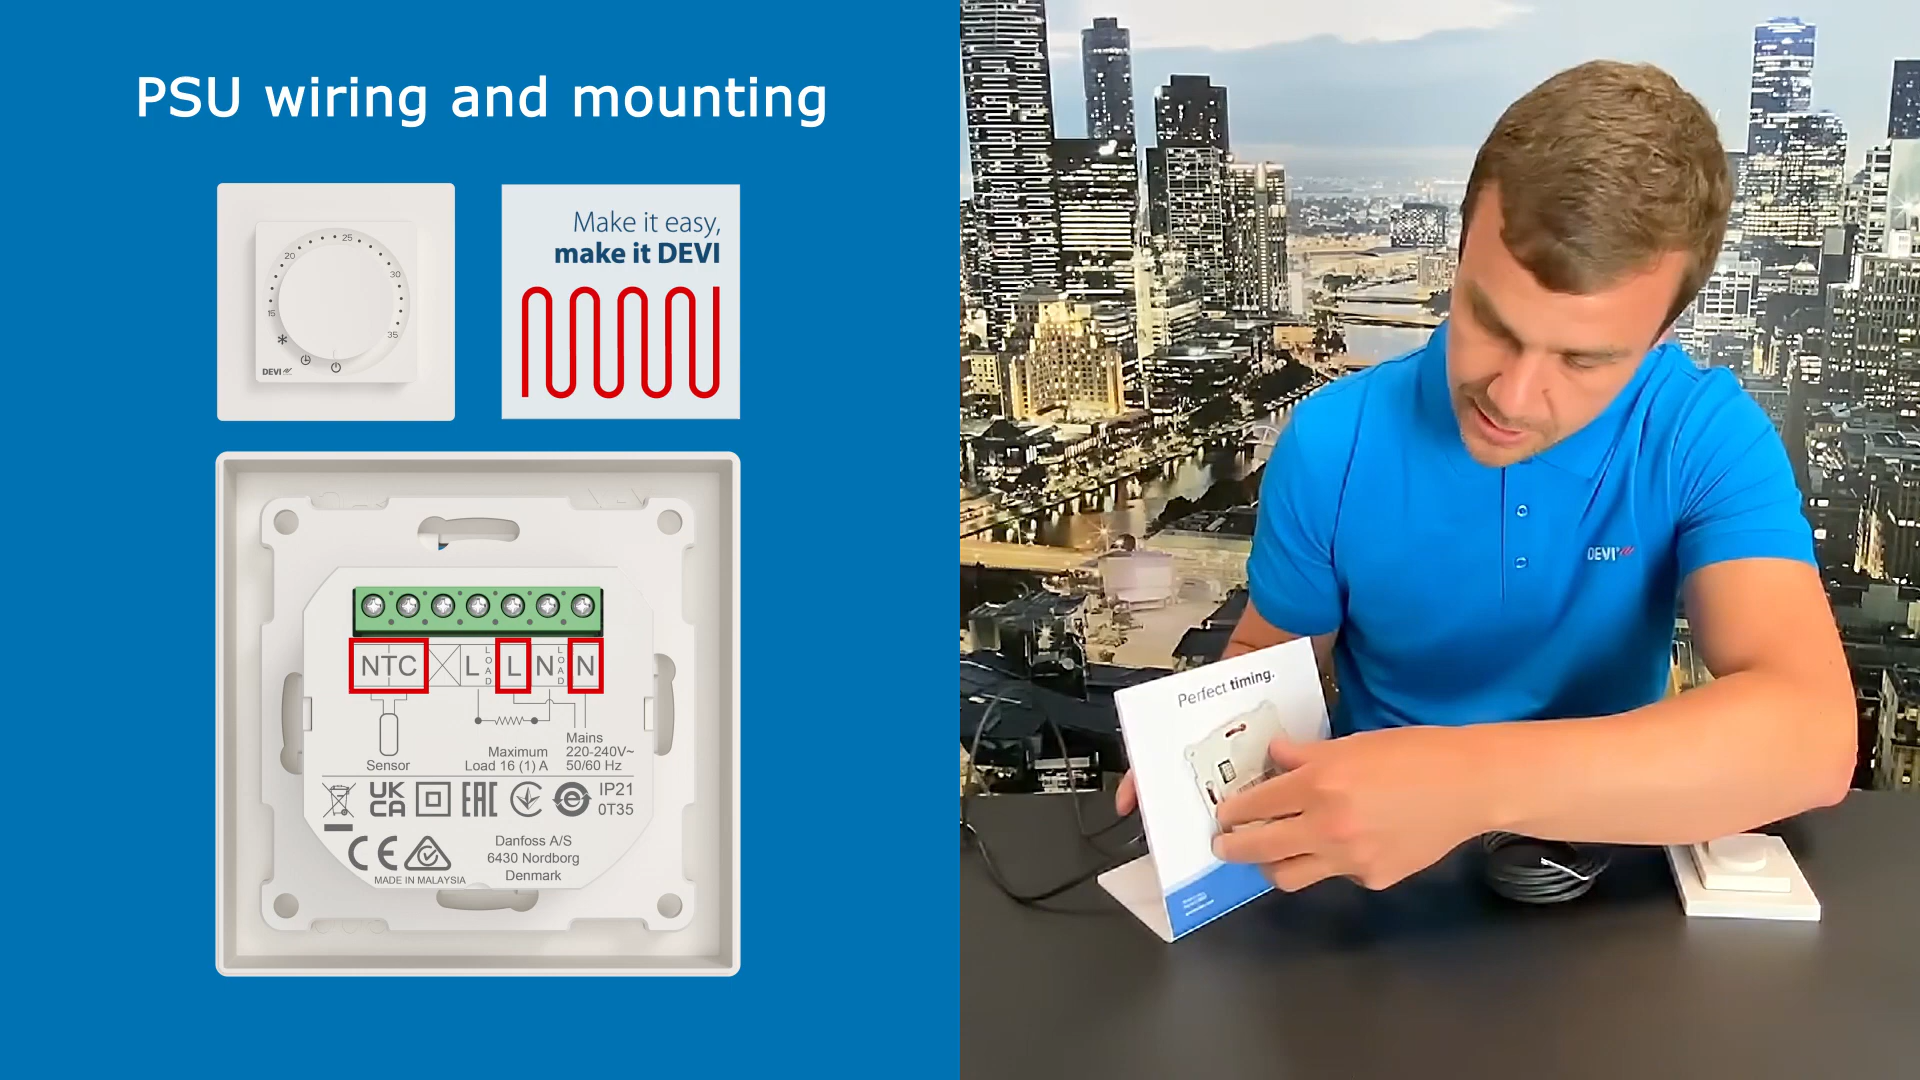 PSU wiring and mounting
25
20
30
15
35
DEVI
Make it easy,
make it DEVI
NTC L LOAD L N LOAD N
Mains
Maximum 220-240V~
Sensor Load 16 (1) A 50/60 Hz
UK
CA EAC IP21
0T35
CE
Danfoss A/S
6430 Nordborg
Denmark
MADE IN MALAYSIA
DEVI
Perfect timing.